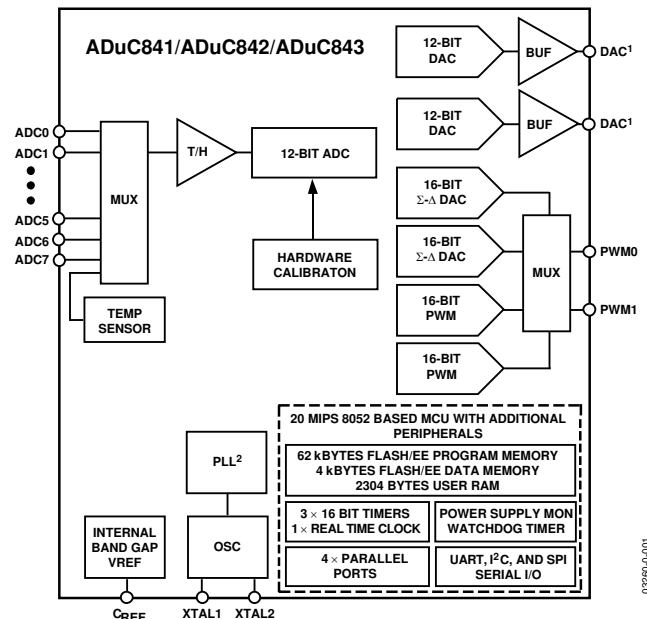 ADuC841/ADuC842/ADuC843
12-BIT
DAC
BUF
DAC¹
12-BIT
DAC
BUF
DAC¹
ADC0
ADC1
ADC5
ADC6
ADC7
MUX
T/H
12-BIT ADC
HARDWARE
CALIBRATON
TEMP
SENSOR
16-BIT
Σ-Δ DAC
16-BIT
Σ-Δ DAC
16-BIT
PWM
16-BIT
PWM
MUX
PWM0
PWM1
20 MIPS 8052 BASED MCU WITH ADDITIONAL
PERIPHERALS
62 kBYTES FLASH/EE PROGRAM MEMORY
4 kBYTES FLASH/EE DATA MEMORY
2304 BYTES USER RAM
3 × 16 BIT TIMERS
1 × REAL TIME CLOCK
POWER SUPPLY MON
WATCHDOG TIMER
4 × PARALLEL
PORTS
UART, I²C, AND SPI
SERIAL I/O
PLL²
OSC
INTERNAL
BAND GAP
VREF
CREF
XTAL1
XTAL2
03260-0-001